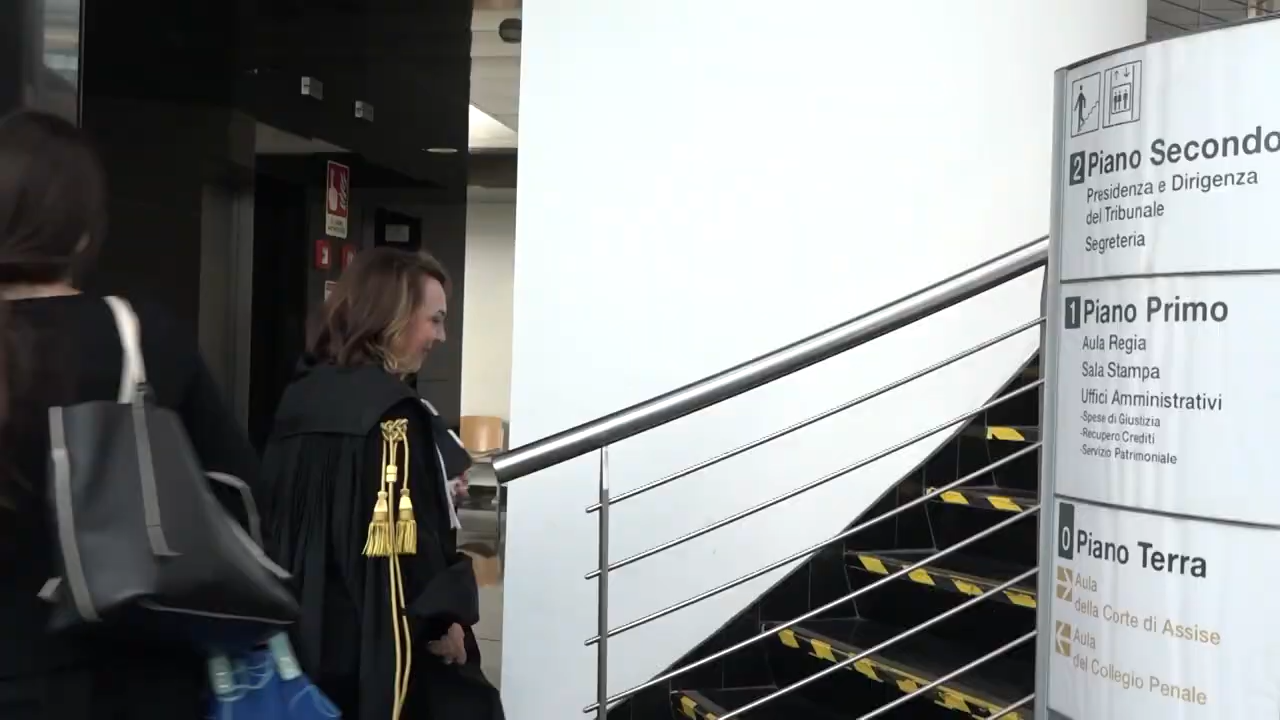 2 Piano Secondo
Presidenza e Dirigenza
del Tribunale
Segreteria
1 Piano Primo
Aula Regia
Sala Stampa
Uffici Amministrativi
-Spese di Giustizia
-Recupero Crediti
-Servizio Patrimoniale
0 Piano Terra
Aula
della Corte di Assise
Aula
del Collegio Penale